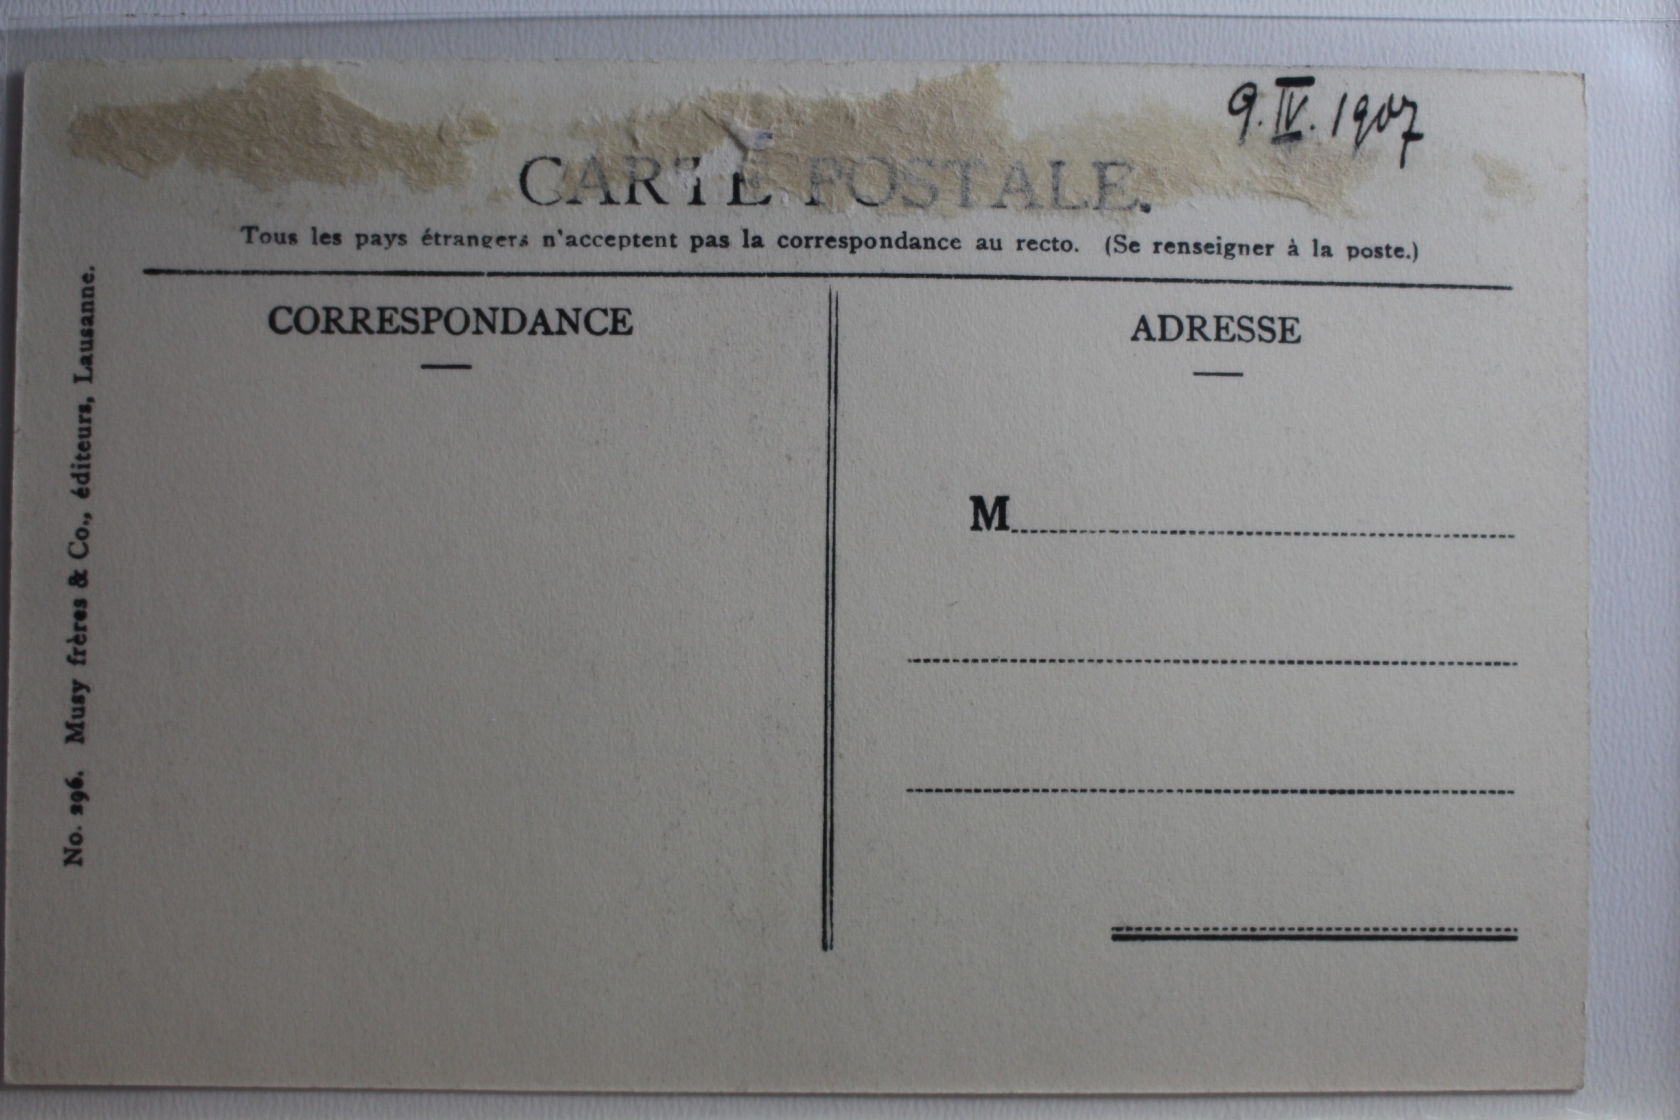 9.IV.1907
CARTE POSTALE.
Tous les pays étrangers n'acceptent pas la correspondance au recto. (Se renseigner à la poste.)
CORRESPONDANCE
ADRESSE
M
No. 296. Musy frères & Co., éditeurs, Lausanne.